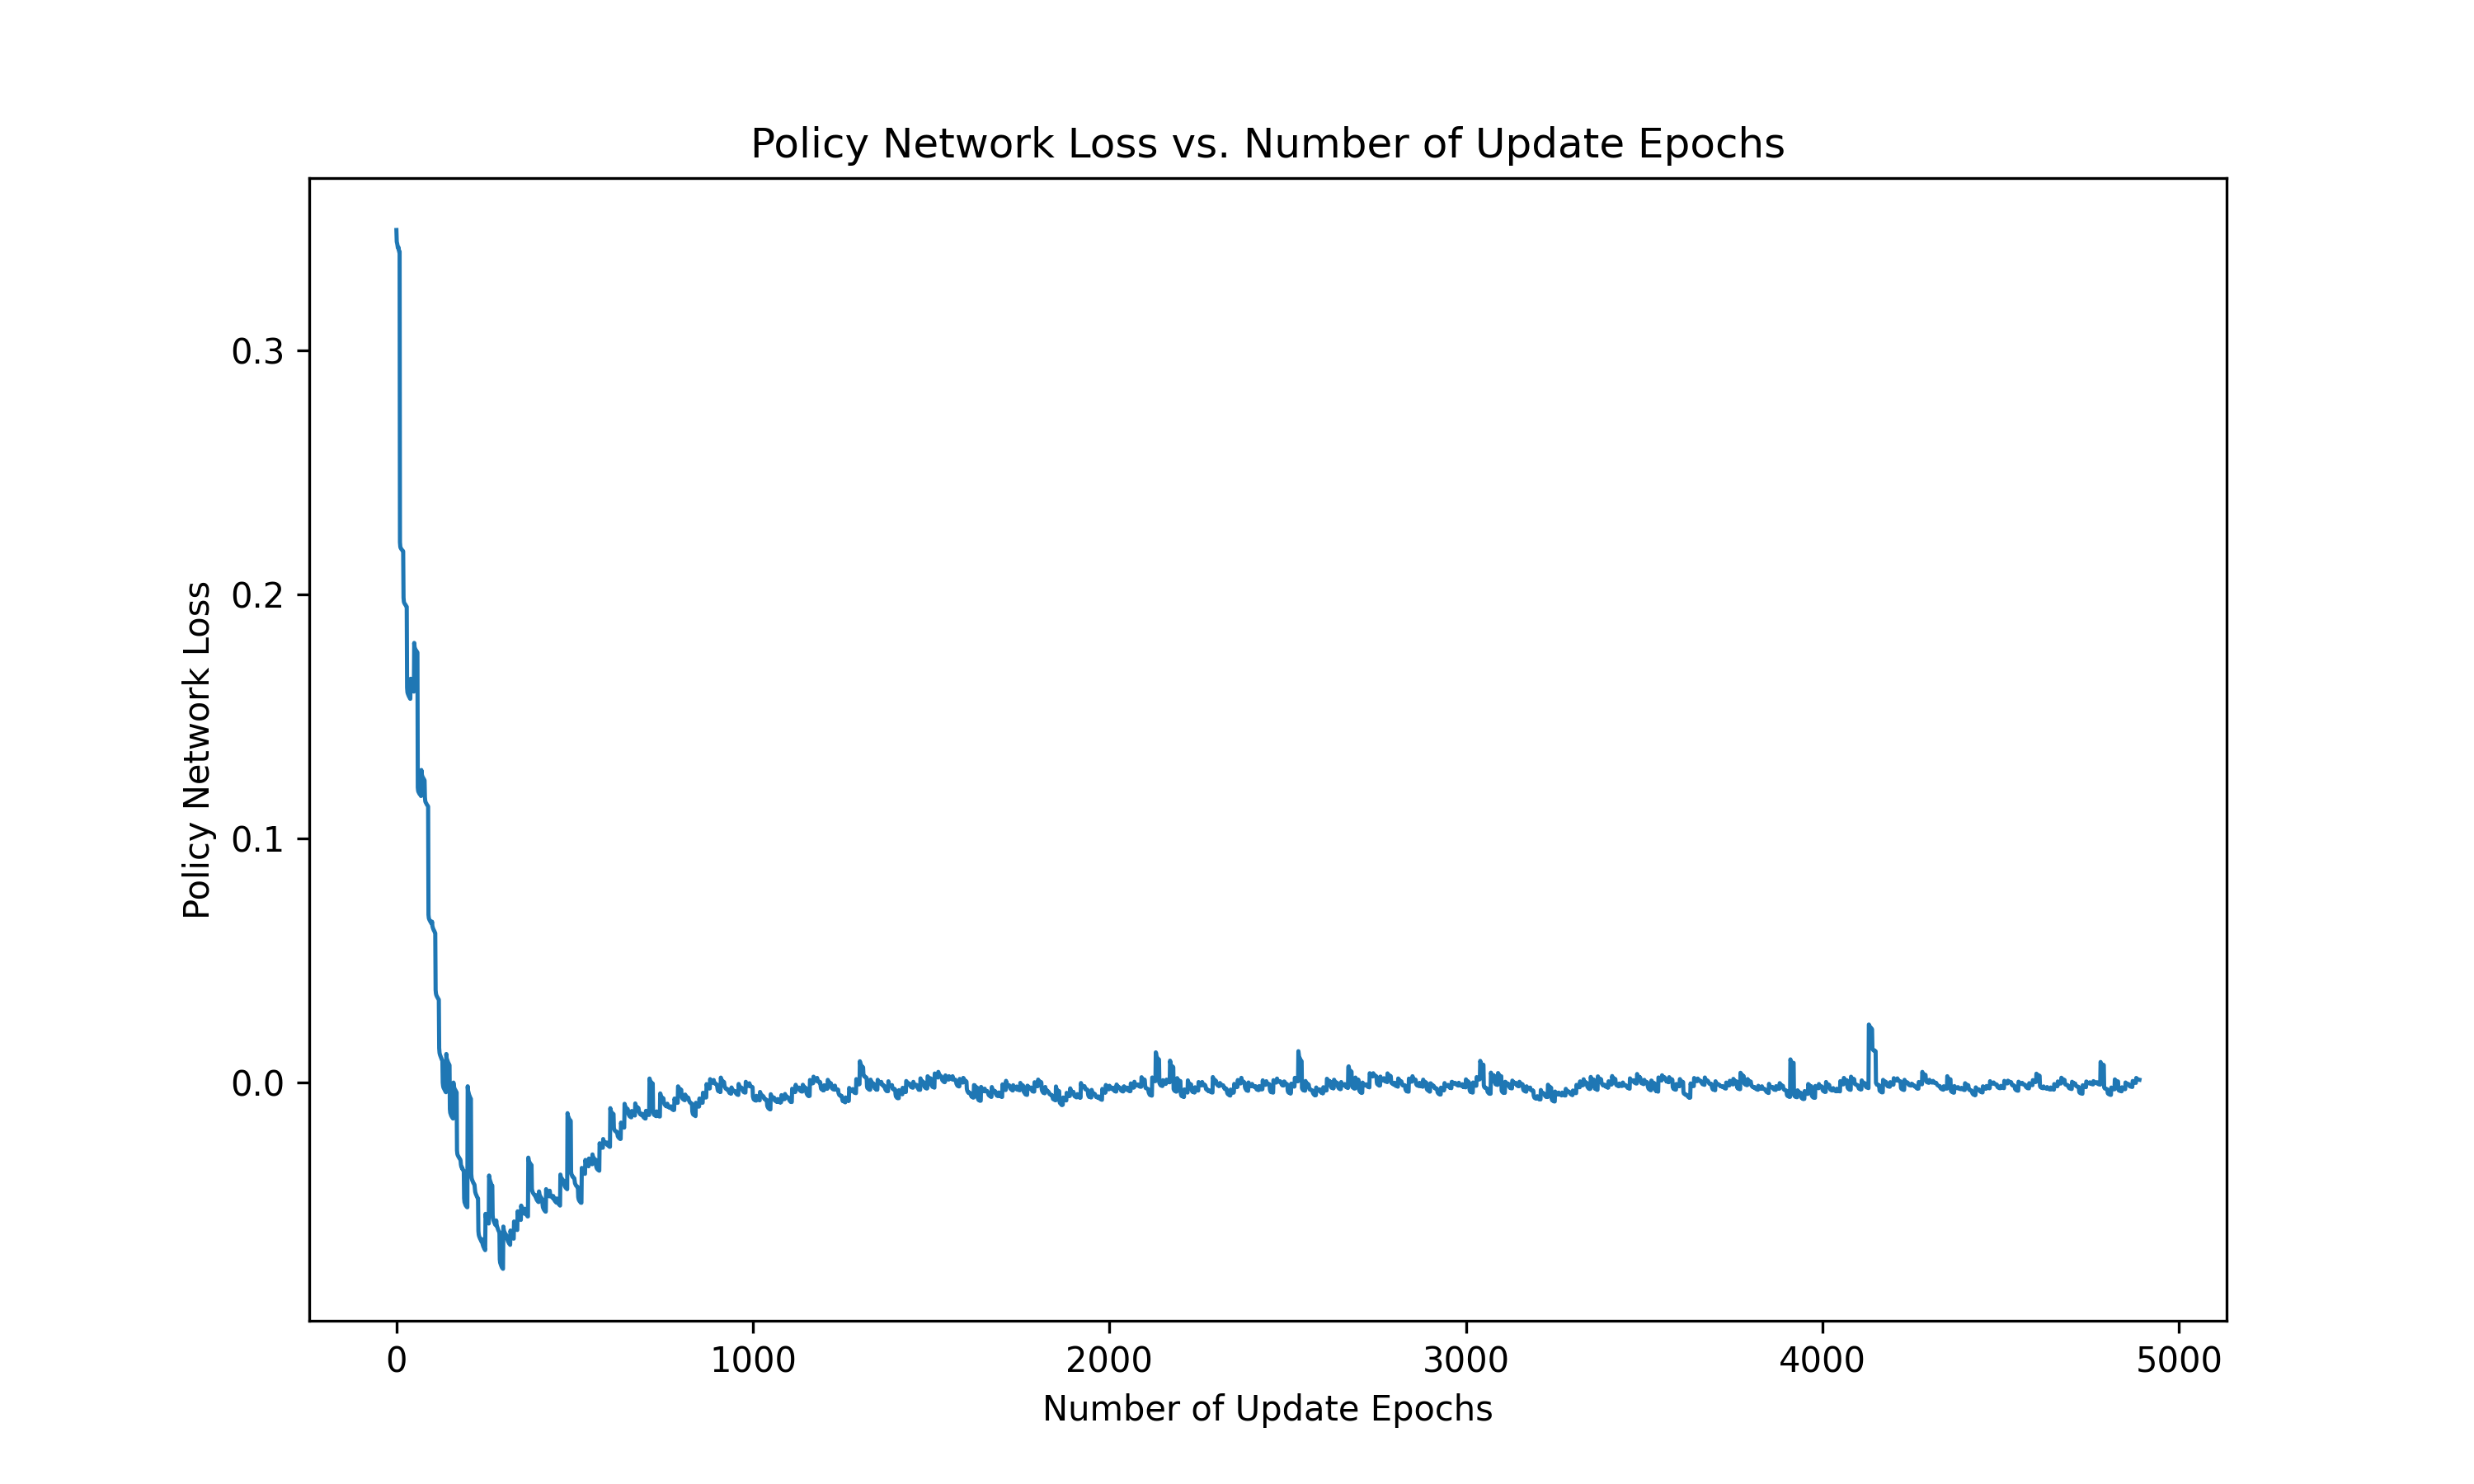 Policy Network Loss vs. Number of Update Epochs
Policy Network Loss
0.3
0.2
0.1
0.0
0 1000 2000 3000 4000 5000
Number of Update Epochs